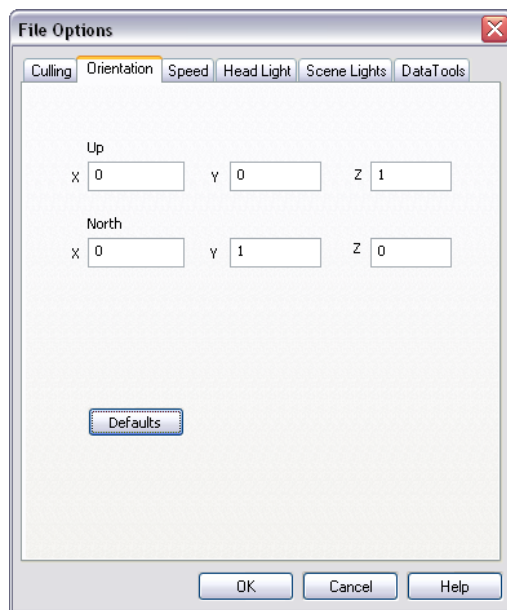 File Options
Culling Orientation Speed Head Light Scene Lights DataTools
Up
X 0 Y 0 Z 1
North
X 0 Y 1 Z 0
Defaults
OK Cancel Help